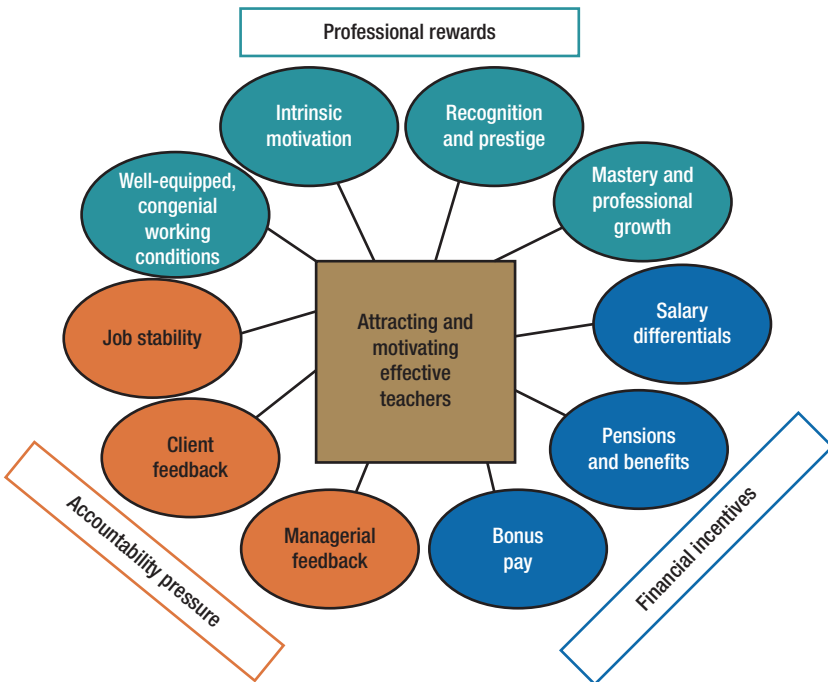 Professional rewards
Intrinsic
motivation
Recognition
and prestige
Well-equipped,
congenial
working
conditions
Mastery and
professional
growth
Job stability
Attracting and
motivating
effective
teachers
Salary
differentials
Client
feedback
Pensions
and benefits
Managerial
feedback
Bonus
pay
Accountability pressure
Financial incentives